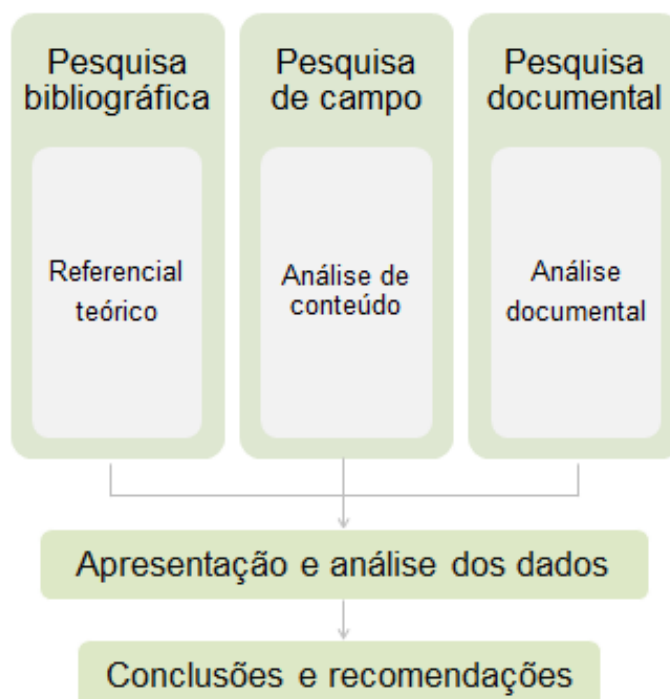 Pesquisa
bibliográfica
Referencial
teórico
Pesquisa
de campo
Análise de
conteúdo
Pesquisa
documental
Análise
documental
Apresentação e análise dos dados
Conclusões e recomendações